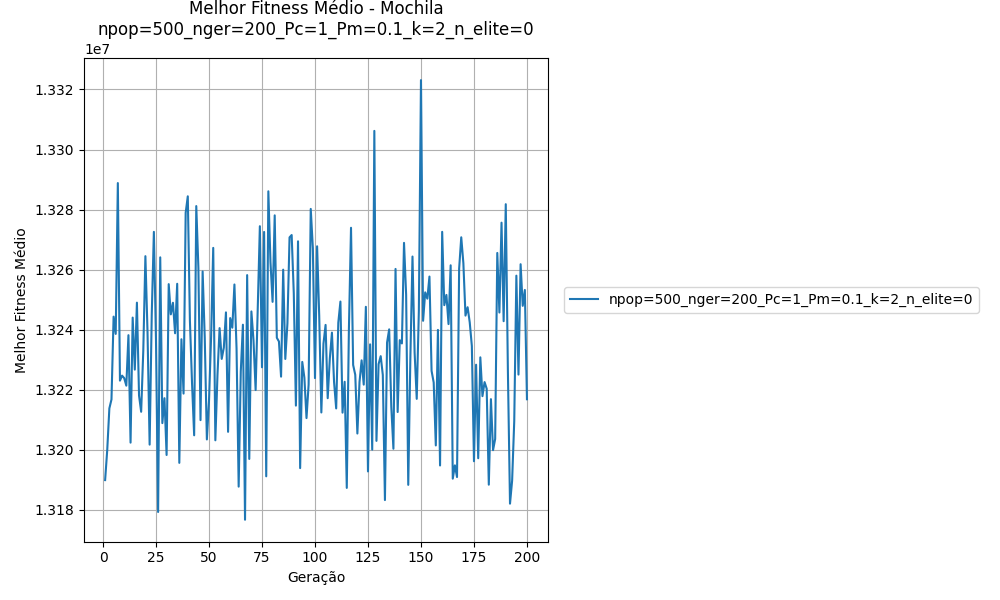 Melhor Fitness Médio - Mochila
npop=500_nger=200_Pc=1_Pm=0.1_k=2_n_elite=0
1e7
1.332
1.330
1.328
1.326
1.324
1.322
1.320
1.318
Melhor Fitness Médio
0 25 50 75 100 125 150 175 200
Geração
npop=500_nger=200_Pc=1_Pm=0.1_k=2_n_elite=0